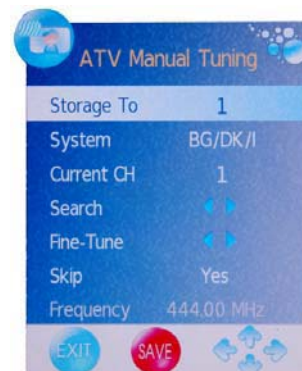 ATV Manual Tuning
Storage To 1
System BG/DK/I
Current CH 1
Search
Fine-Tune
Skip Yes
Frequency 444.00 MHz
EXIT SAVE